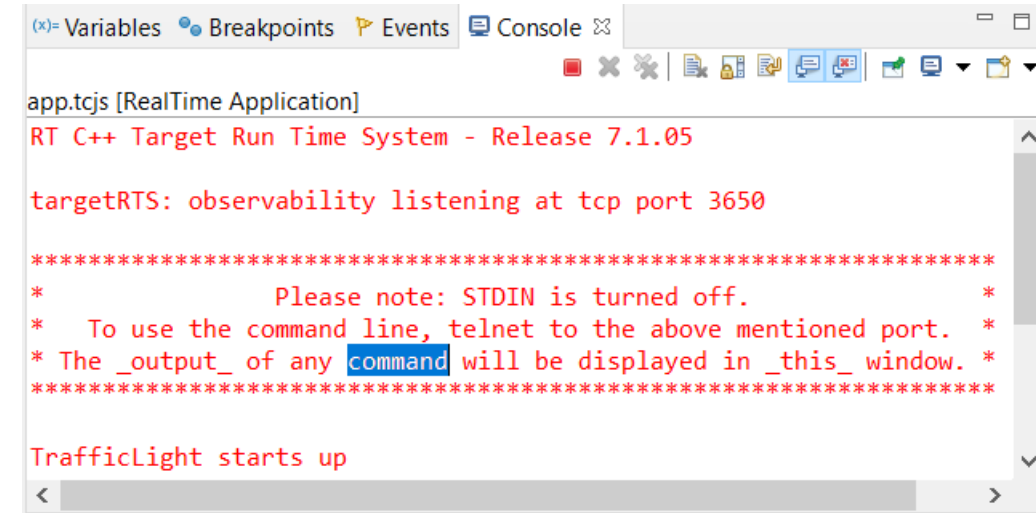 (x)= Variables Breakpoints Events Console
app.tcjs [RealTime Application]
RT C++ Target Run Time System - Release 7.1.05
targetRTS: observability listening at tcp port 3650
*******************************************************************
* Please note: STDIN is turned off. *
* To use the command line, telnet to the above mentioned port. *
* The _output_ of any command will be displayed in _this_ window. *
*******************************************************************
TrafficLight starts up